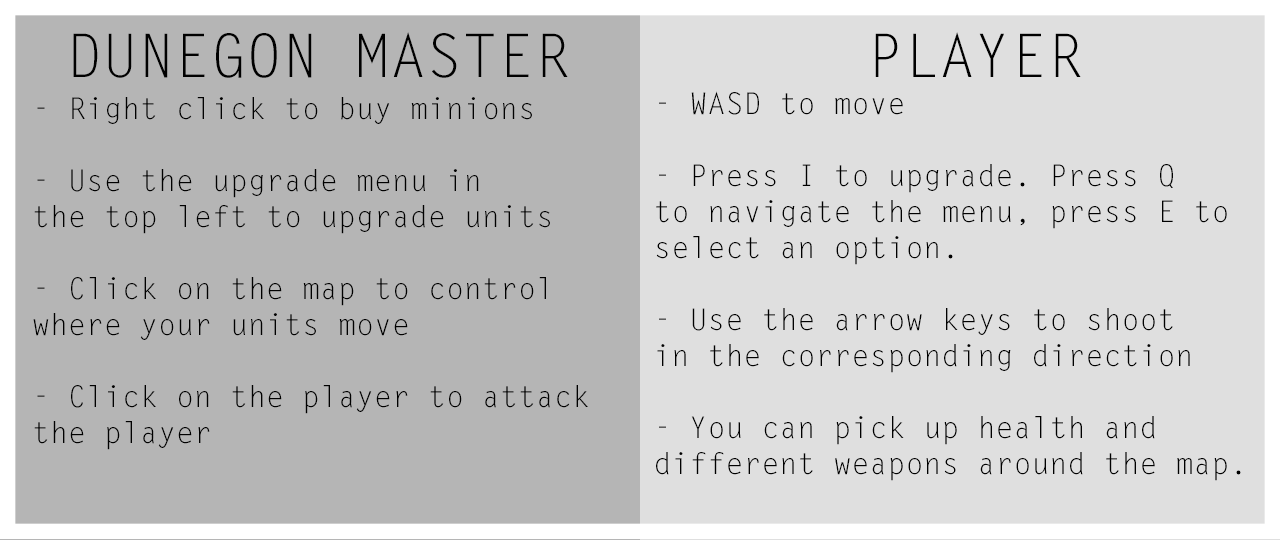 DUNEGON MASTER
- Right click to buy minions
- Use the upgrade menu in
the top left to upgrade units
- Click on the map to control
where your units move
- Click on the player to attack
the player
PLAYER
- WASD to move
- Press I to upgrade. Press Q
to navigate the menu, press E to
select an option.
- Use the arrow keys to shoot
in the corresponding direction
- You can pick up health and
different weapons around the map.